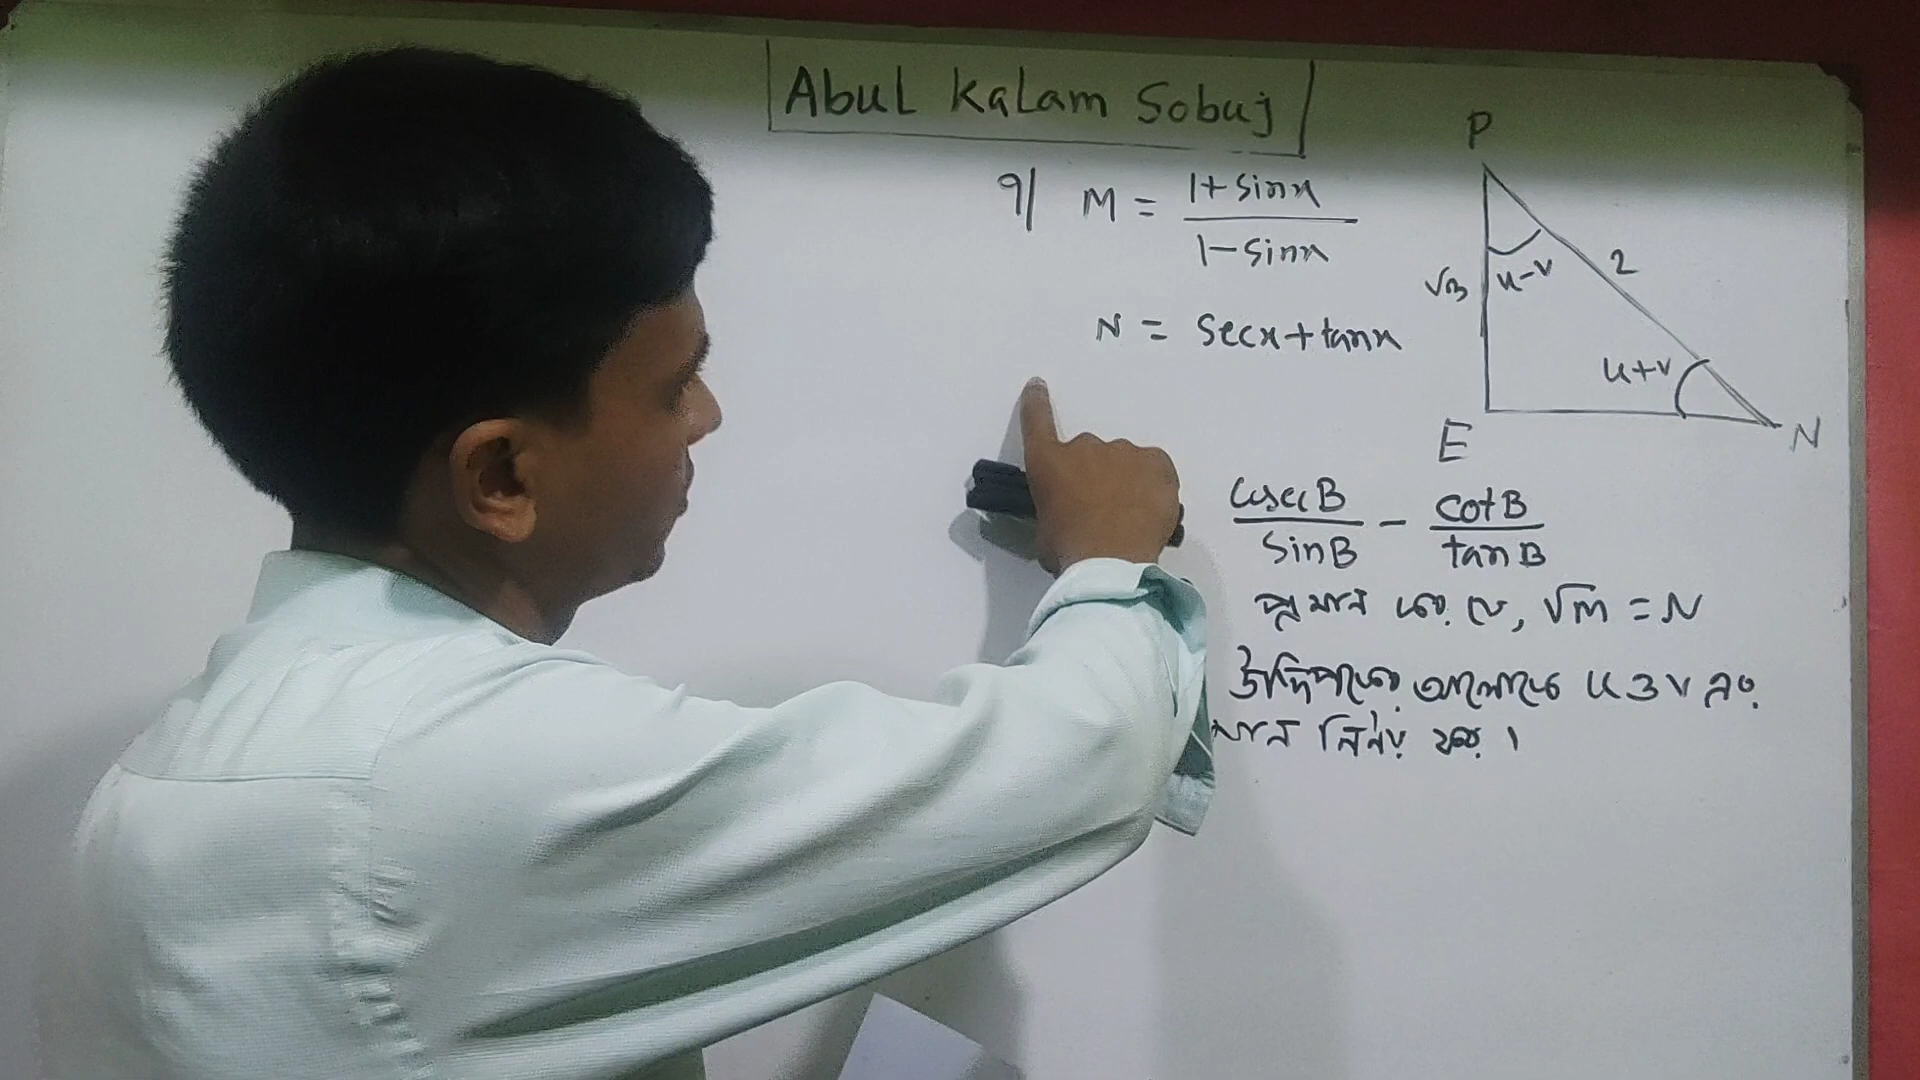 Abul Kalam Sobuj
৭| M = 1+sinx / 1-sinx
N = secx+tanx
P
√3
u-v
2
u+v
E
N
cosecB / sinB - cotB / tanB
প্রমাণ কর যে, √M = N
উদ্দিপকের আলোকে u ও v এর
মান নির্ণয় কর।